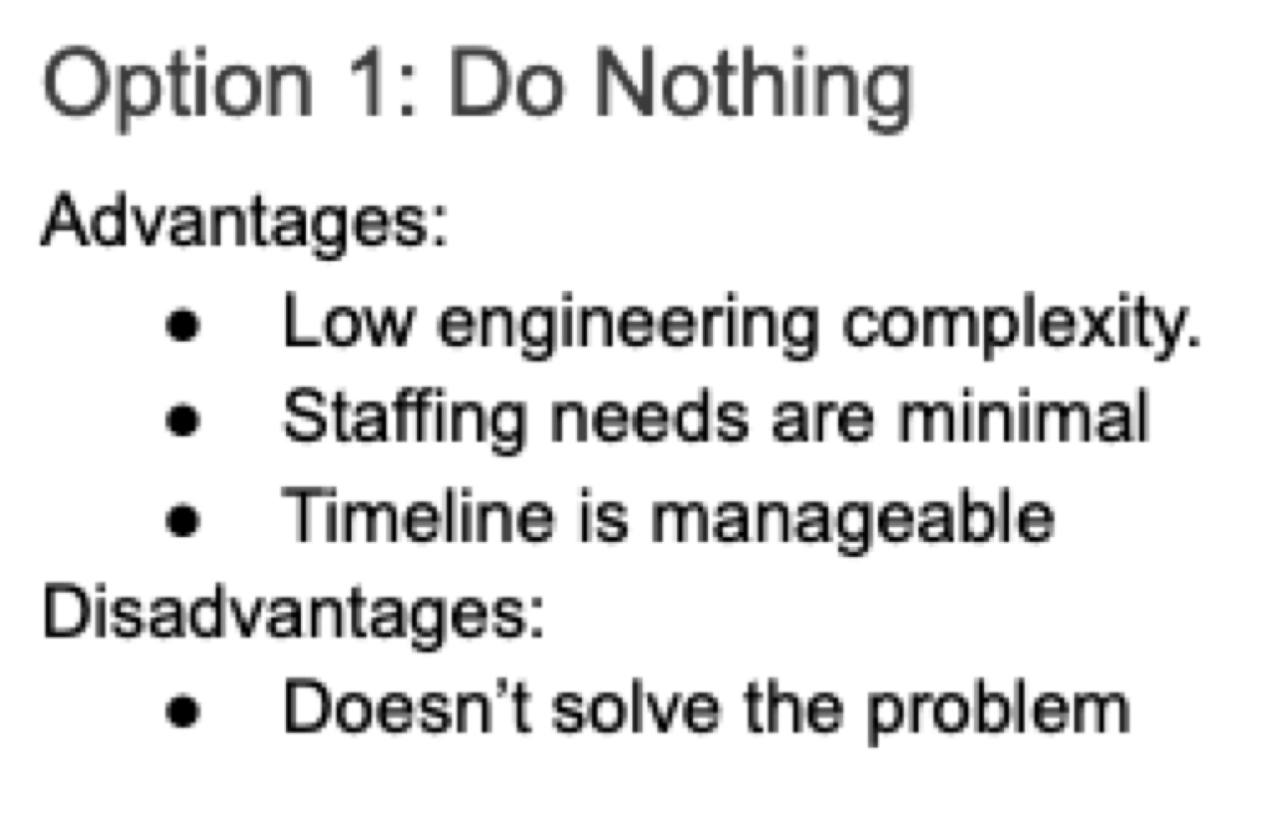 Option 1: Do Nothing
Advantages:
● Low engineering complexity.
● Staffing needs are minimal
● Timeline is manageable
Disadvantages:
● Doesn’t solve the problem